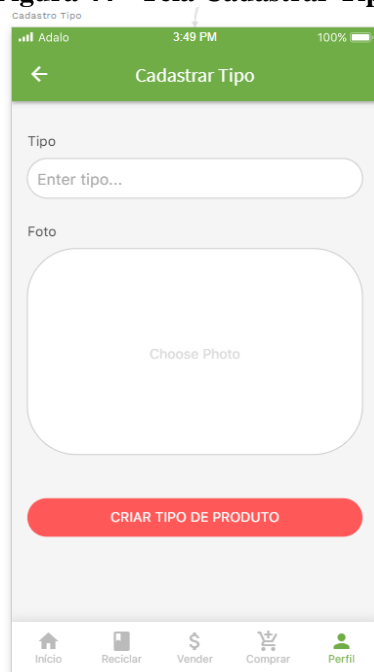 Cadastro Tipo
Adalo 3:49 PM 100%
Cadastrar Tipo
Tipo
Enter tipo...
Foto
Choose Photo
CRIAR TIPO DE PRODUTO
Início Reciclar Vender Comprar Perfil